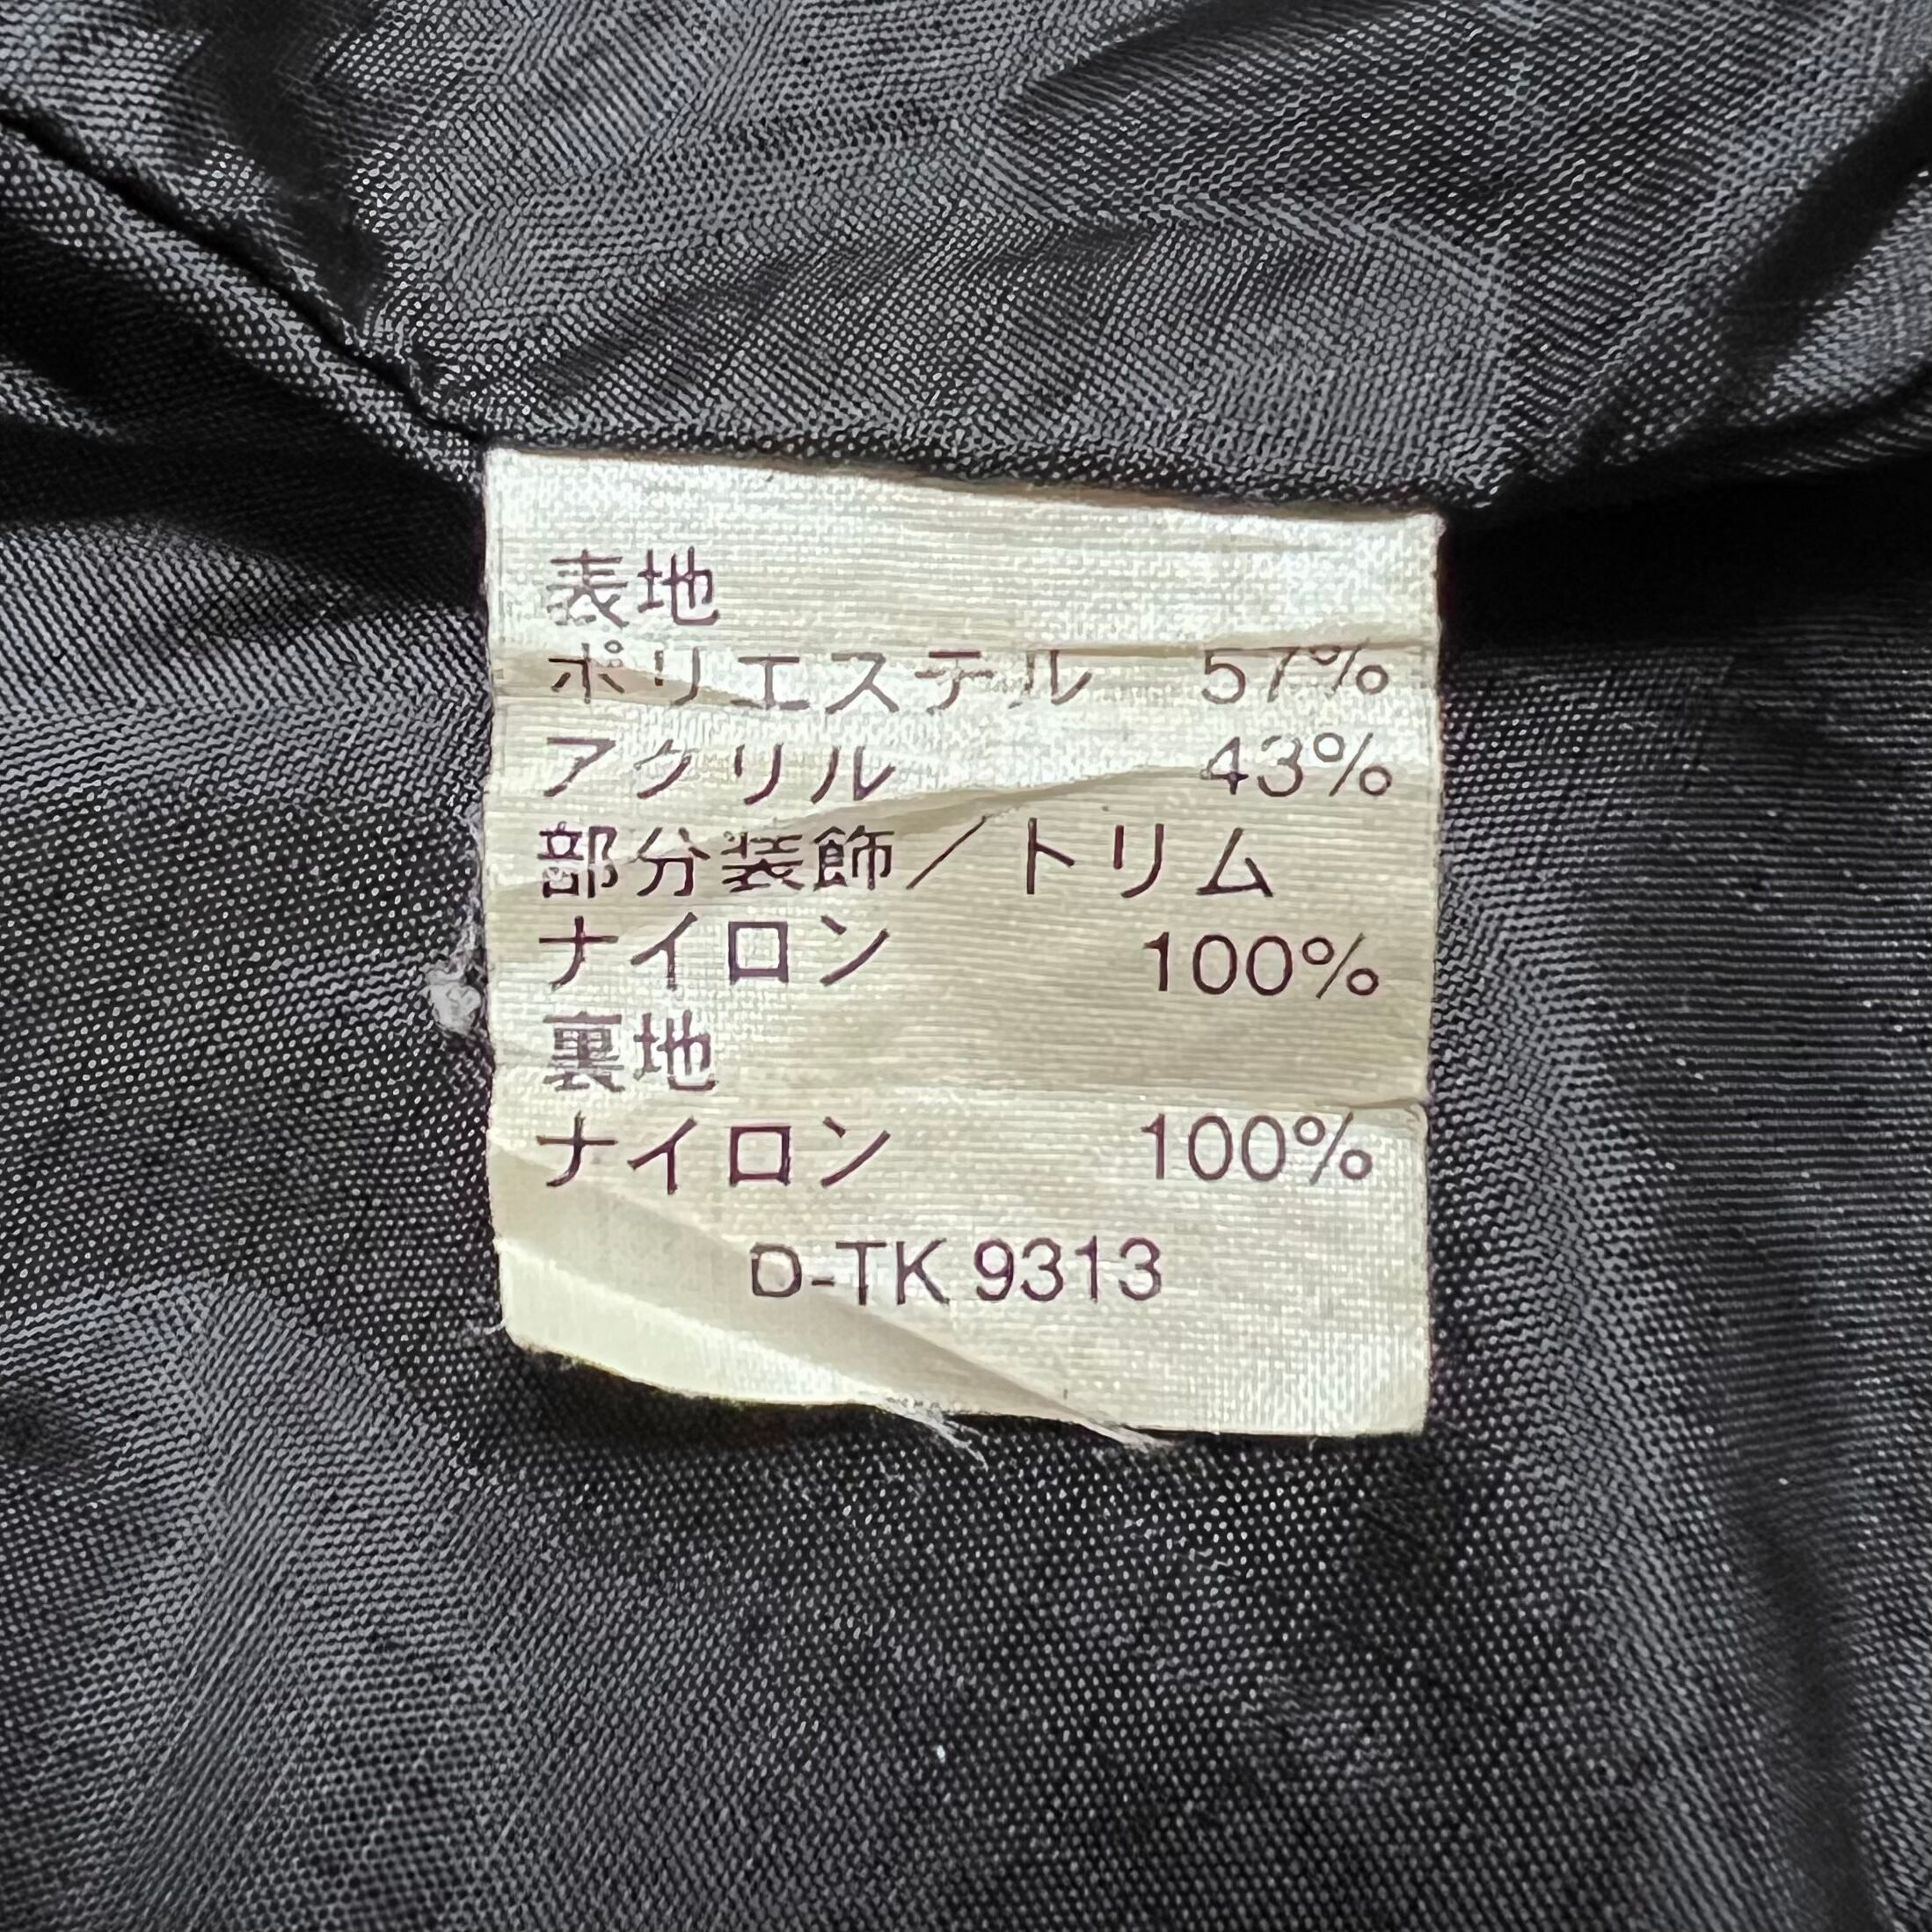 表地
ポリエステル 57%
アクリル 43%
部分装飾／トリム
ナイロン 100%
裏地
ナイロン 100%
D-TK 9313